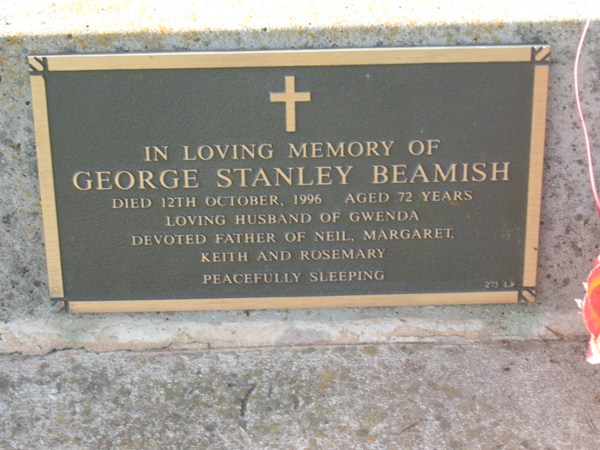 IN LOVING MEMORY OF
GEORGE STANLEY BEAMISH
DIED 12TH OCTOBER, 1996 AGED 72 YEARS
LOVING HUSBAND OF GWENDA
DEVOTED FATHER OF NEIL, MARGARET,
KEITH AND ROSEMARY
PEACEFULLY SLEEPING